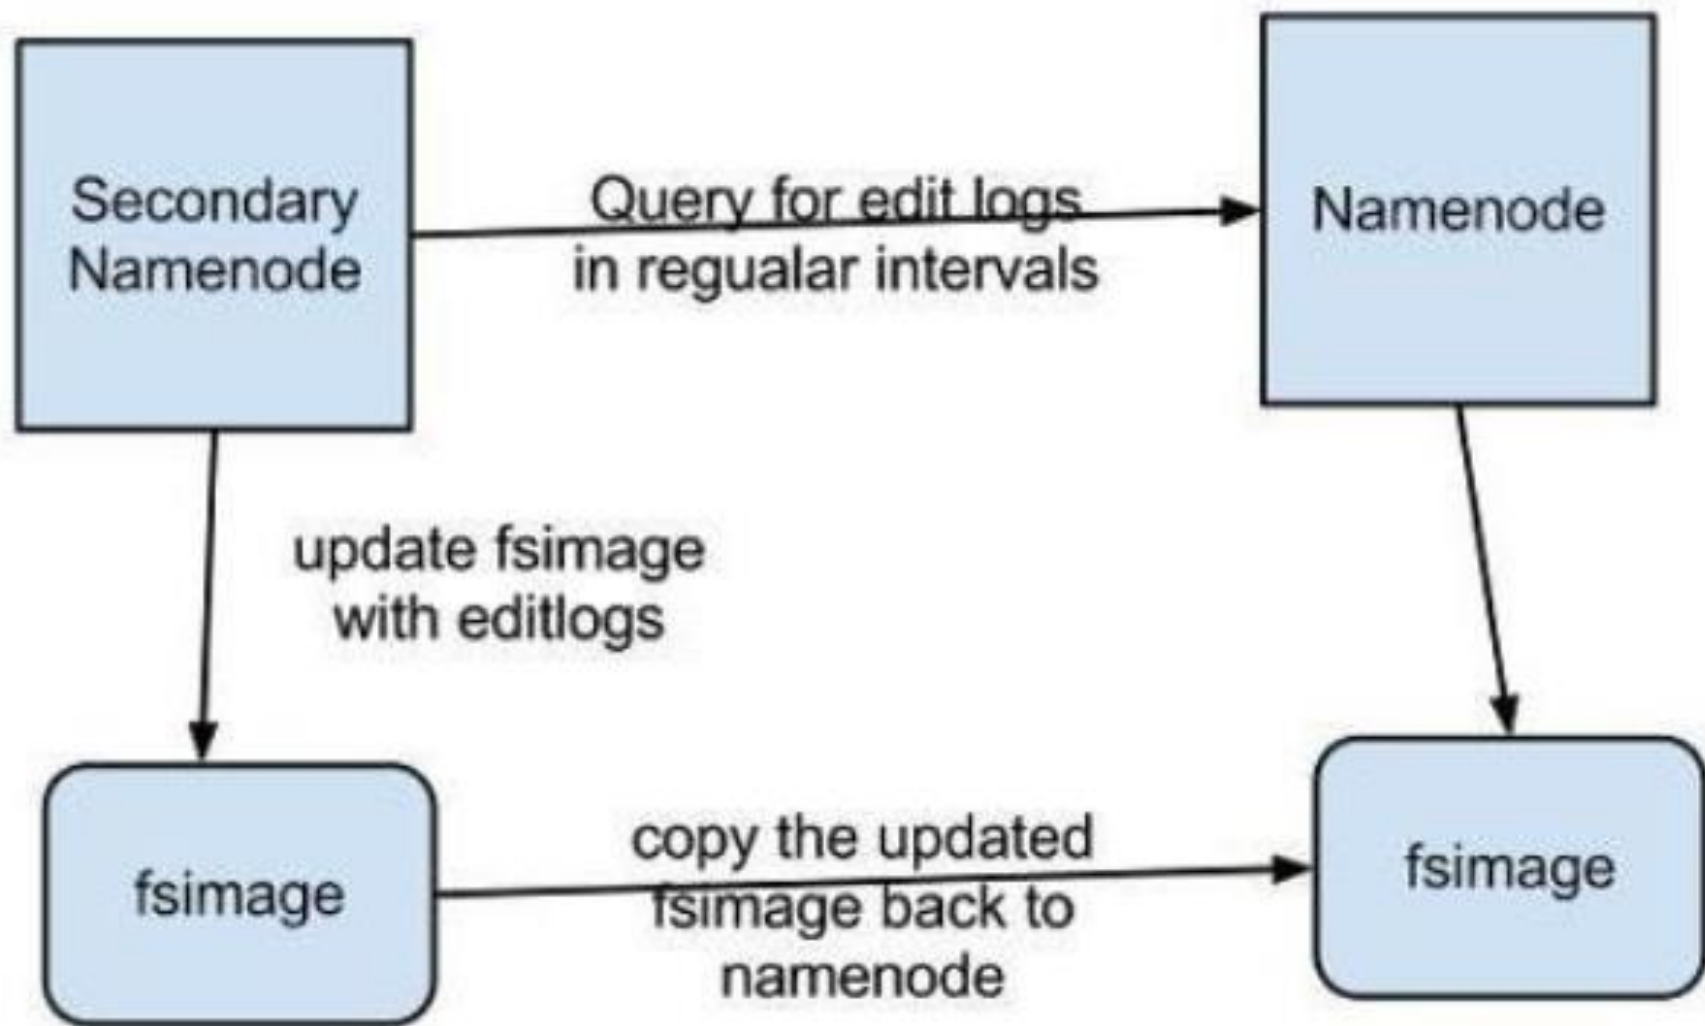 Secondary
Namenode
Query for edit logs
in regualar intervals
Namenode
update fsimage
with editlogs
fsimage
copy the updated
fsimage back to
namenode
fsimage